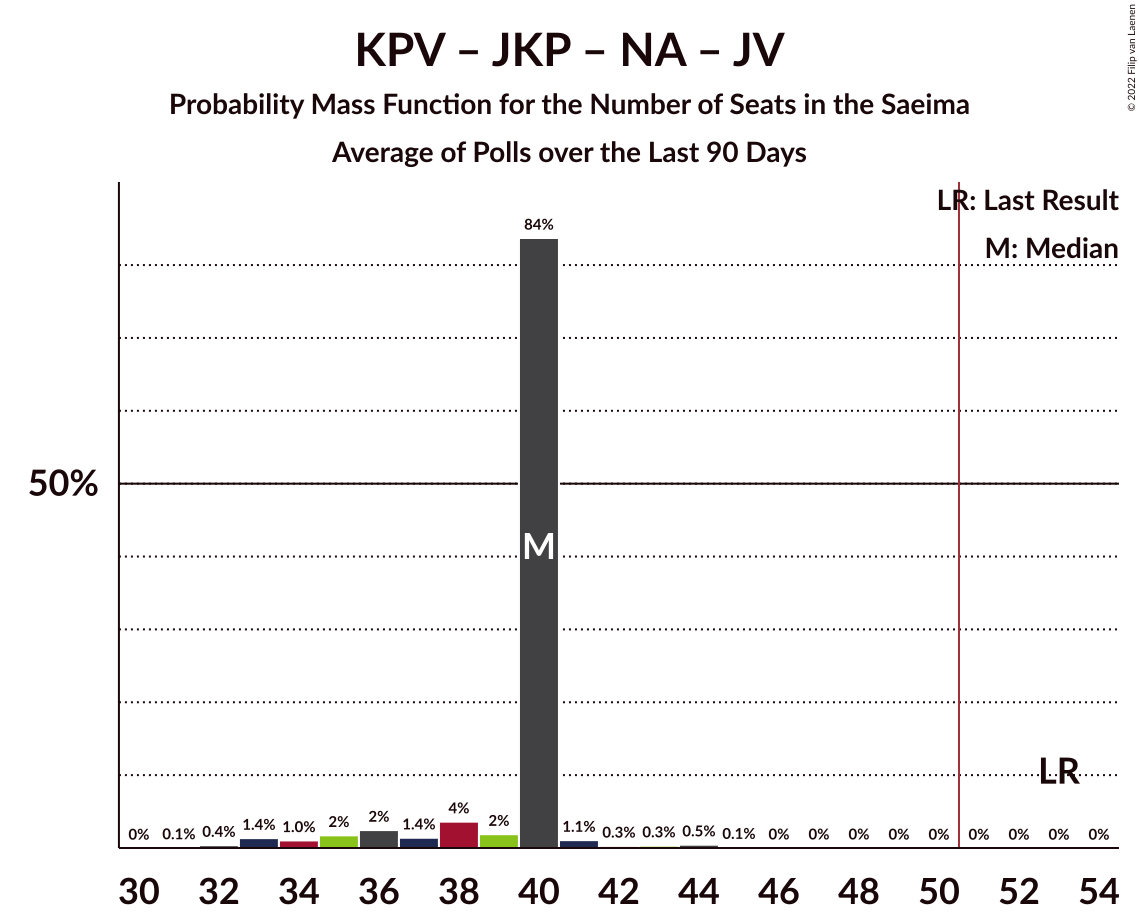 KPV – JKP – NA – JV
Probability Mass Function for the Number of Seats in the Saeima
Average of Polls over the Last 90 Days
© 2022 Filip van Laenen
LR: Last Result
M: Median
50%
0% 0.1% 0.4% 1.4% 1.0% 2% 2% 1.4% 4% 2% 84% 1.1% 0.3% 0.3% 0.5% 0.1% 0% 0% 0% 0% 0% 0% 0% 0% 0%
M
LR
30 32 34 36 38 40 42 44 46 48 50 52 54